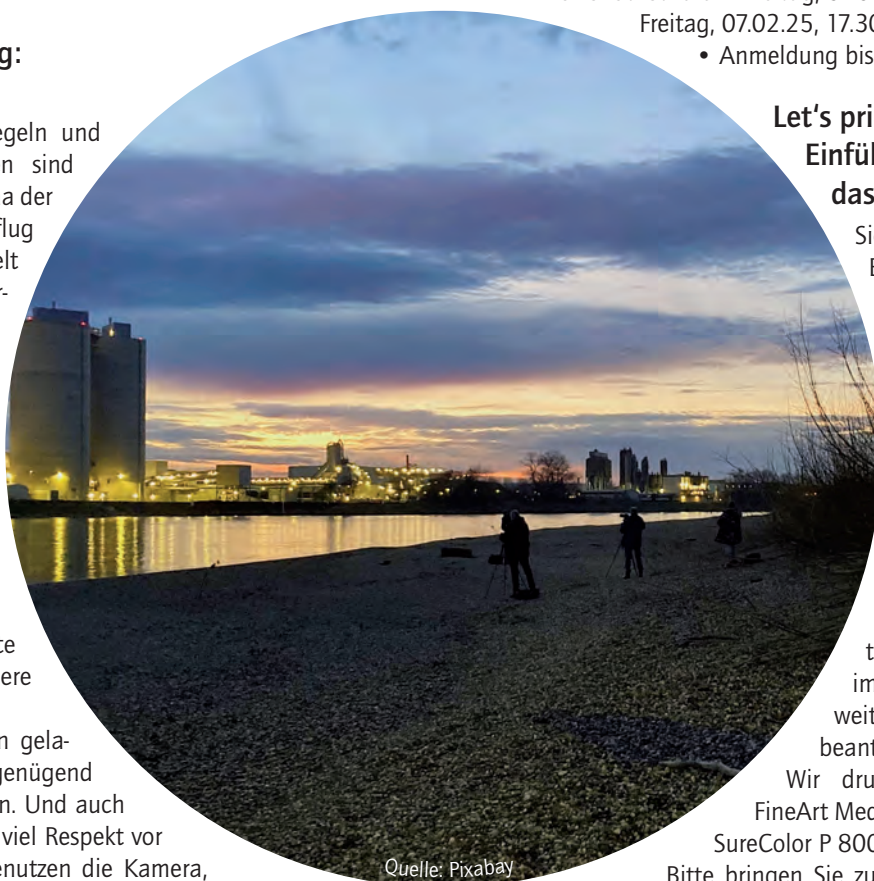 g:
egeln und
n sind
a der
flug
elt
r-
te
ere
n gela-
genügend
n. Und auch
viel Respekt vor
enutzen die Kamera,
Freitag, 07.02.25, 17.30
• Anmeldung bis
Let‘s pri
Einfül
das
Si
E
t
im
weit
beant
Wir dru
FineArt Med
SureColor P 800
Bitte bringen Sie zu
Quelle: Pixabay